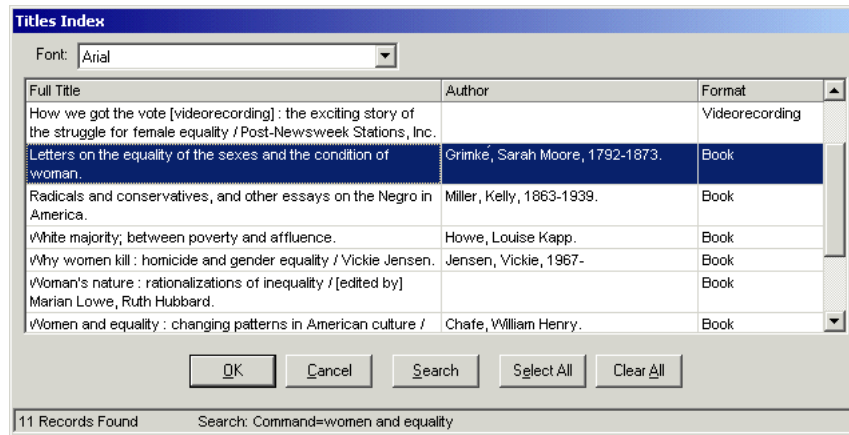 Titles Index
Font: Arial
Full Title Author Format
How we got the vote [videorecording] : the exciting story of Videorecording
the struggle for female equality / Post-Newsweek Stations, Inc.
Letters on the equality of the sexes and the condition of Grimké, Sarah Moore, 1792-1873. Book
woman.
Radicals and conservatives, and other essays on the Negro in Miller, Kelly, 1863-1939. Book
America.
White majority; between poverty and affluence. Howe, Louise Kapp. Book
Why women kill : homicide and gender equality / Vickie Jensen. Jensen, Vickie, 1967- Book
Woman's nature : rationalizations of inequality / [edited by] Book
Marian Lowe, Ruth Hubbard.
Women and equality : changing patterns in American culture / Chafe, William Henry. Book
OK Cancel Search Select All Clear All
11 Records Found Search: Command=women and equality